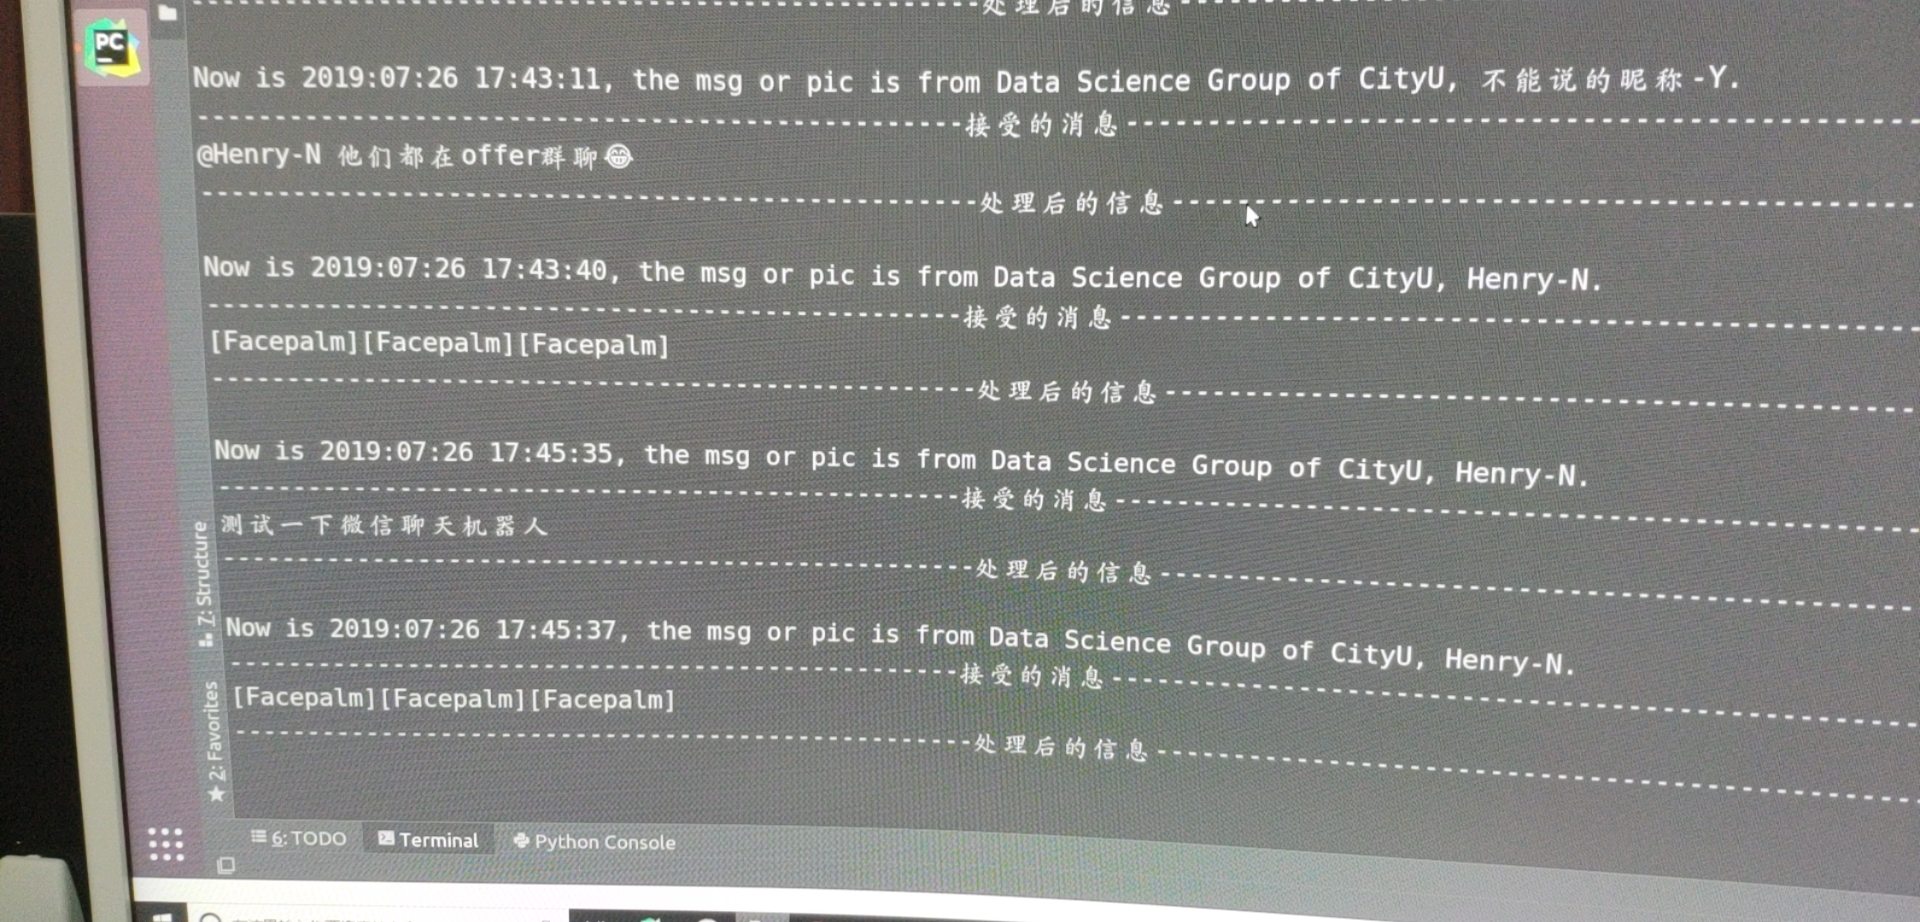 PC
--------------------------------------------------处理后的信息--------------------------------------------------
Now is 2019:07:26 17:43:11, the msg or pic is from Data Science Group of CityU, 不能说的昵称-Y.
--------------------------------------------------接受的消息--------------------------------------------------
@Henry-N 他们都在offer群聊😂
--------------------------------------------------处理后的信息--------------------------------------------------
Now is 2019:07:26 17:43:40, the msg or pic is from Data Science Group of CityU, Henry-N.
--------------------------------------------------接受的消息--------------------------------------------------
[Facepalm][Facepalm][Facepalm]
--------------------------------------------------处理后的信息--------------------------------------------------
Now is 2019:07:26 17:45:35, the msg or pic is from Data Science Group of CityU, Henry-N.
--------------------------------------------------接受的消息--------------------------------------------------
测试一下微信聊天机器人
--------------------------------------------------处理后的信息--------------------------------------------------
Now is 2019:07:26 17:45:37, the msg or pic is from Data Science Group of CityU, Henry-N.
--------------------------------------------------接受的消息--------------------------------------------------
[Facepalm][Facepalm][Facepalm]
--------------------------------------------------处理后的信息--------------------------------------------------
Z: Structure
2: Favorites
6: TODO Terminal Python Console